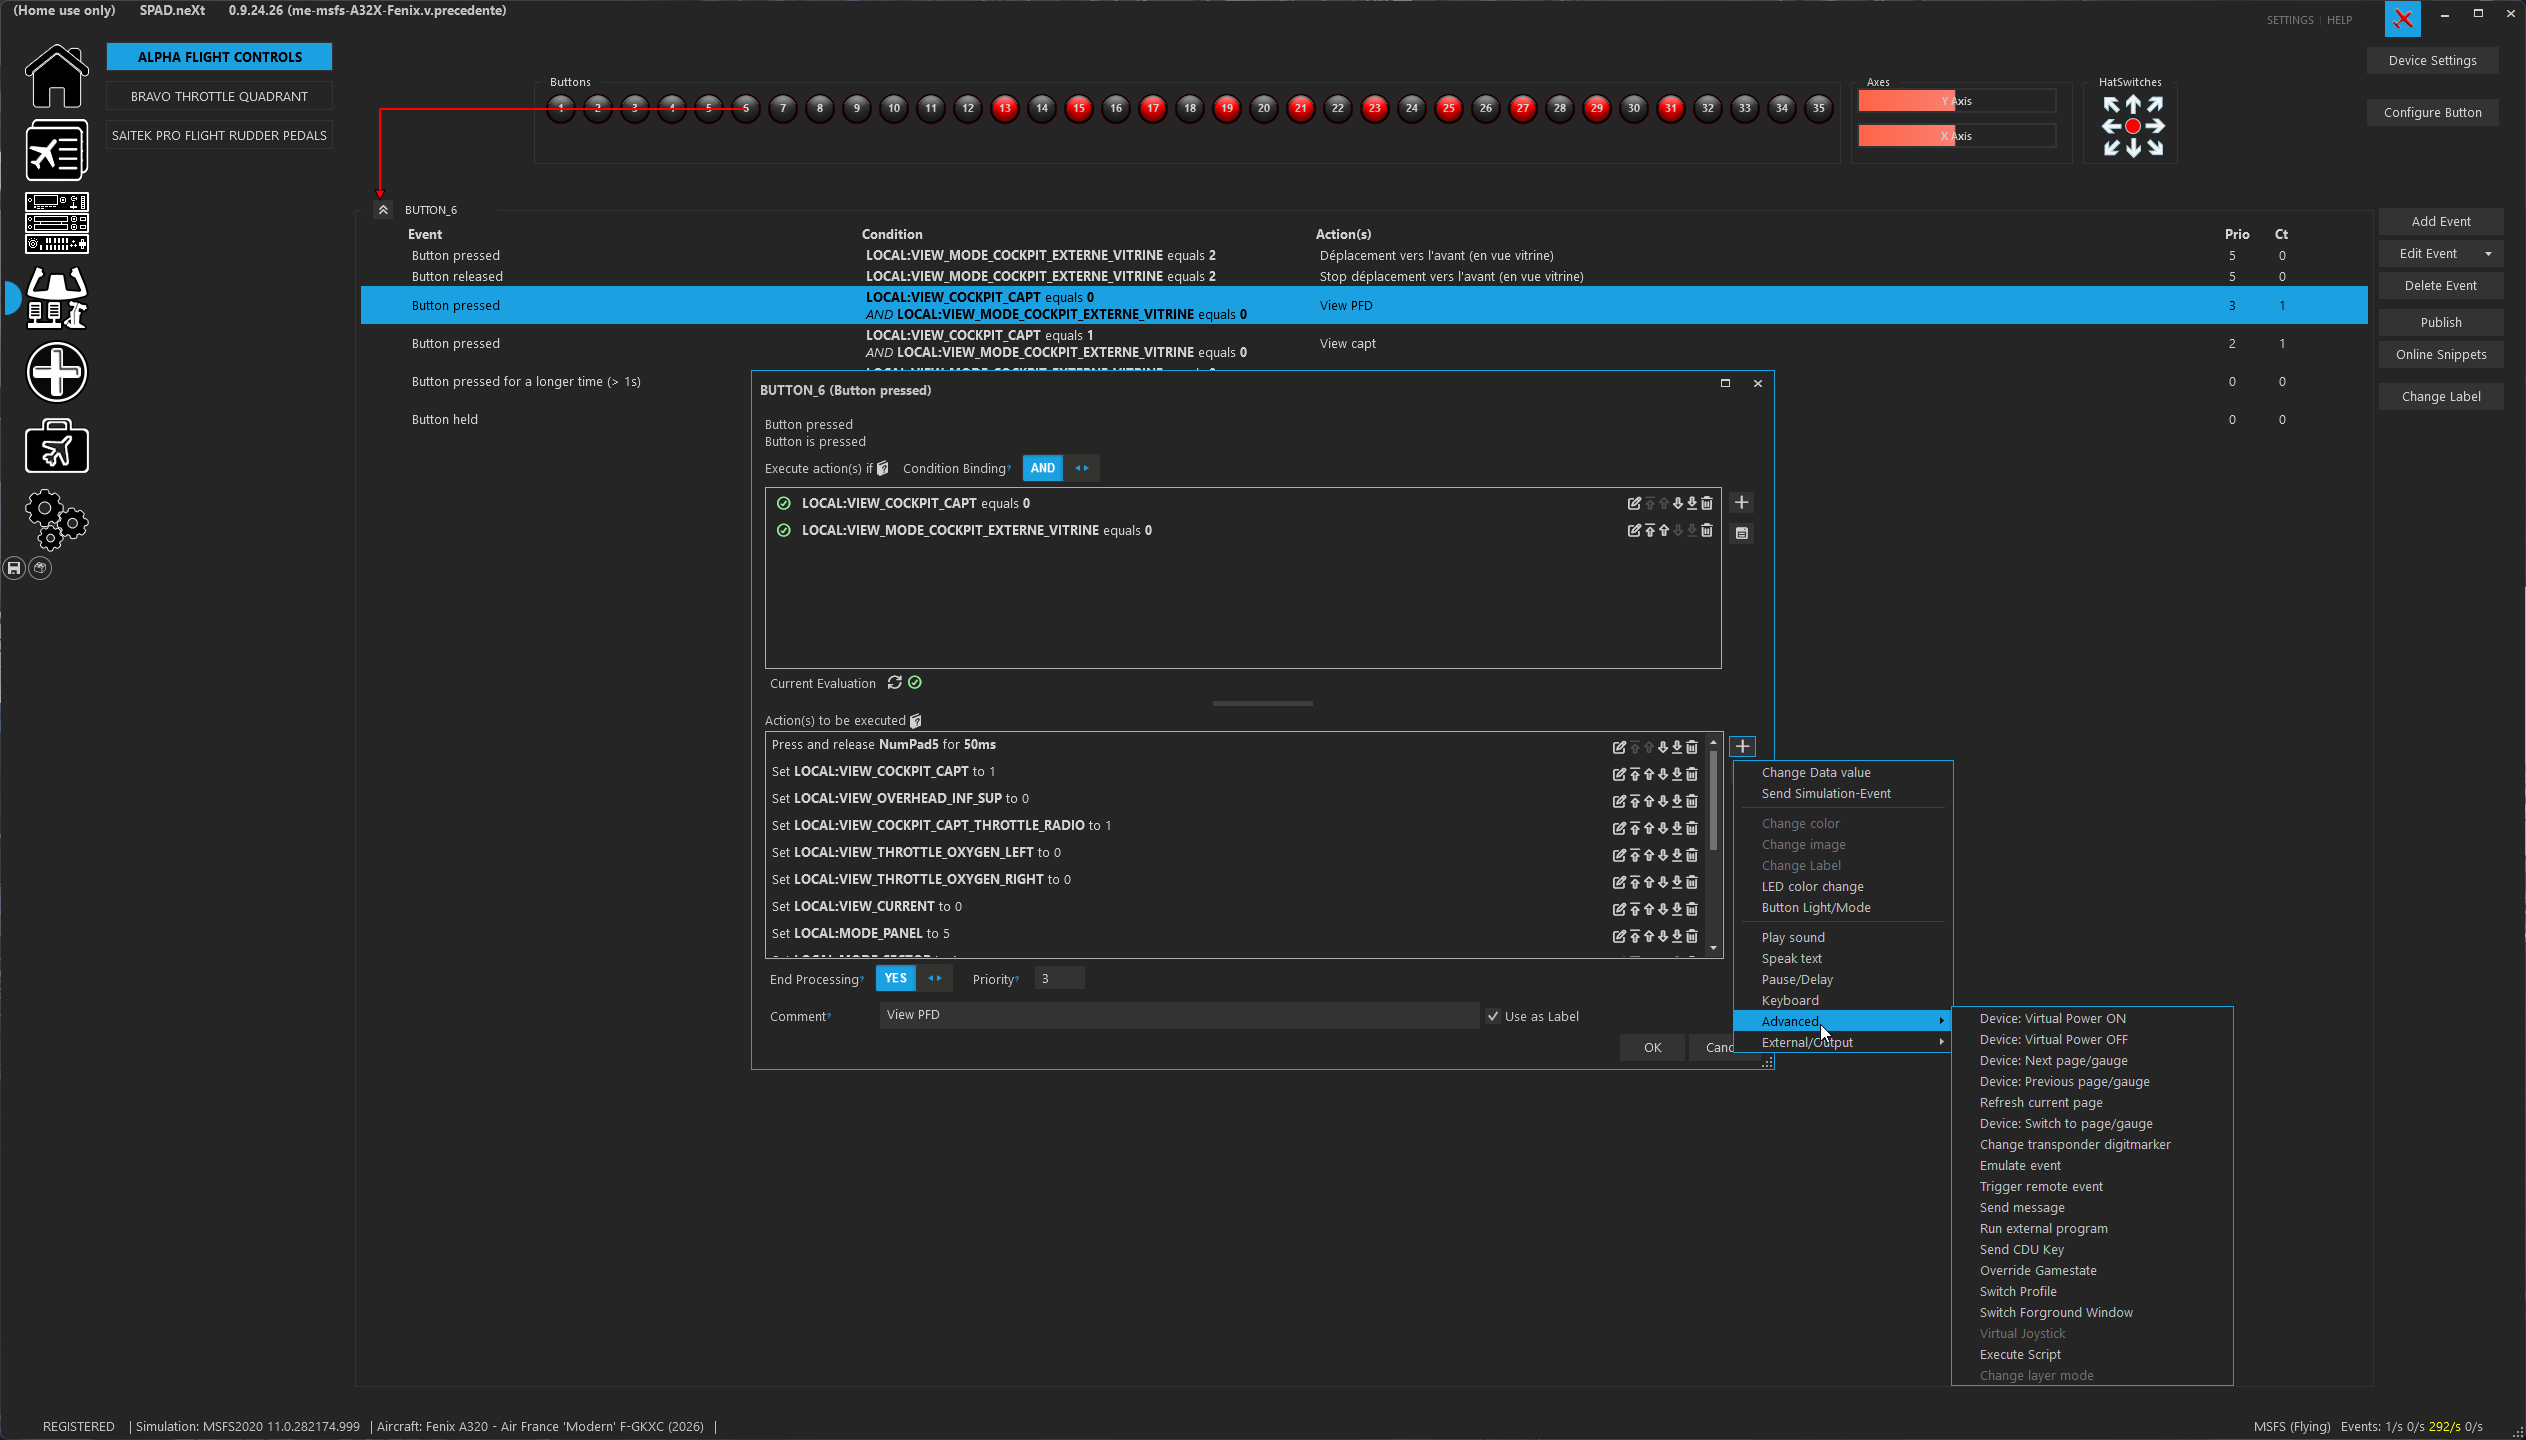 (Home use only) SPAD.neXt 0.9.24.26 (me-msfs-A32X-Fenix.v.precedente)
SETTINGS | HELP
ALPHA FLIGHT CONTROLS
BRAVO THROTTLE QUADRANT
SAITEK PRO FLIGHT RUDDER PEDALS
Buttons
1 2 3 4 5 6 7 8 9 10 11 12 13 14 15 16 17 18 19 20 21 22 23 24 25 26 27 28 29 30 31 32 33 34 35
Axes
Y Axis
X Axis
HatSwitches
Device Settings
Configure Button
BUTTON_6
Event Condition Action(s) Prio Ct
Button pressed LOCAL:VIEW_MODE_COCKPIT_EXTERNE_VITRINE equals 2 Déplacement vers l'avant (en vue vitrine) 5 0
Button released LOCAL:VIEW_MODE_COCKPIT_EXTERNE_VITRINE equals 2 Stop déplacement vers l'avant (en vue vitrine) 5 0
LOCAL:VIEW_COCKPIT_CAPT equals 0
Button pressed View PFD 3 1
AND LOCAL:VIEW_MODE_COCKPIT_EXTERNE_VITRINE equals 0
LOCAL:VIEW_COCKPIT_CAPT equals 1
Button pressed View capt 2 1
AND LOCAL:VIEW_MODE_COCKPIT_EXTERNE_VITRINE equals 0
Button pressed for a longer time (> 1s) 0 0
Button held 0 0
Add Event
Edit Event
Delete Event
Publish
Online Snippets
Change Label
BUTTON_6 (Button pressed)
Button pressed
Button is pressed
Execute action(s) if Condition Binding? AND
LOCAL:VIEW_COCKPIT_CAPT equals 0
LOCAL:VIEW_MODE_COCKPIT_EXTERNE_VITRINE equals 0
Current Evaluation
Action(s) to be executed
Press and release NumPad5 for 50ms
Set LOCAL:VIEW_COCKPIT_CAPT to 1
Set LOCAL:VIEW_OVERHEAD_INF_SUP to 0
Set LOCAL:VIEW_COCKPIT_CAPT_THROTTLE_RADIO to 1
Set LOCAL:VIEW_THROTTLE_OXYGEN_LEFT to 0
Set LOCAL:VIEW_THROTTLE_OXYGEN_RIGHT to 0
Set LOCAL:VIEW_CURRENT to 0
Set LOCAL:MODE_PANEL to 5
End Processing? YES Priority? 3
Comment? View PFD Use as Label
OK
Change Data value
Send Simulation-Event
Change color
Change image
Change Label
LED color change
Button Light/Mode
Play sound
Speak text
Pause/Delay
Keyboard
Advanced
External/Output
Device: Virtual Power ON
Device: Virtual Power OFF
Device: Next page/gauge
Device: Previous page/gauge
Refresh current page
Device: Switch to page/gauge
Change transponder digitmarker
Emulate event
Trigger remote event
Send message
Run external program
Send CDU Key
Override Gamestate
Switch Profile
Switch Forground Window
Virtual Joystick
Execute Script
Change layer mode
REGISTERED | Simulation: MSFS2020 11.0.282174.999 | Aircraft: Fenix A320 - Air France 'Modern' F-GKXC (2026) |
MSFS (Flying) Events: 1/s 0/s 292/s 0/s